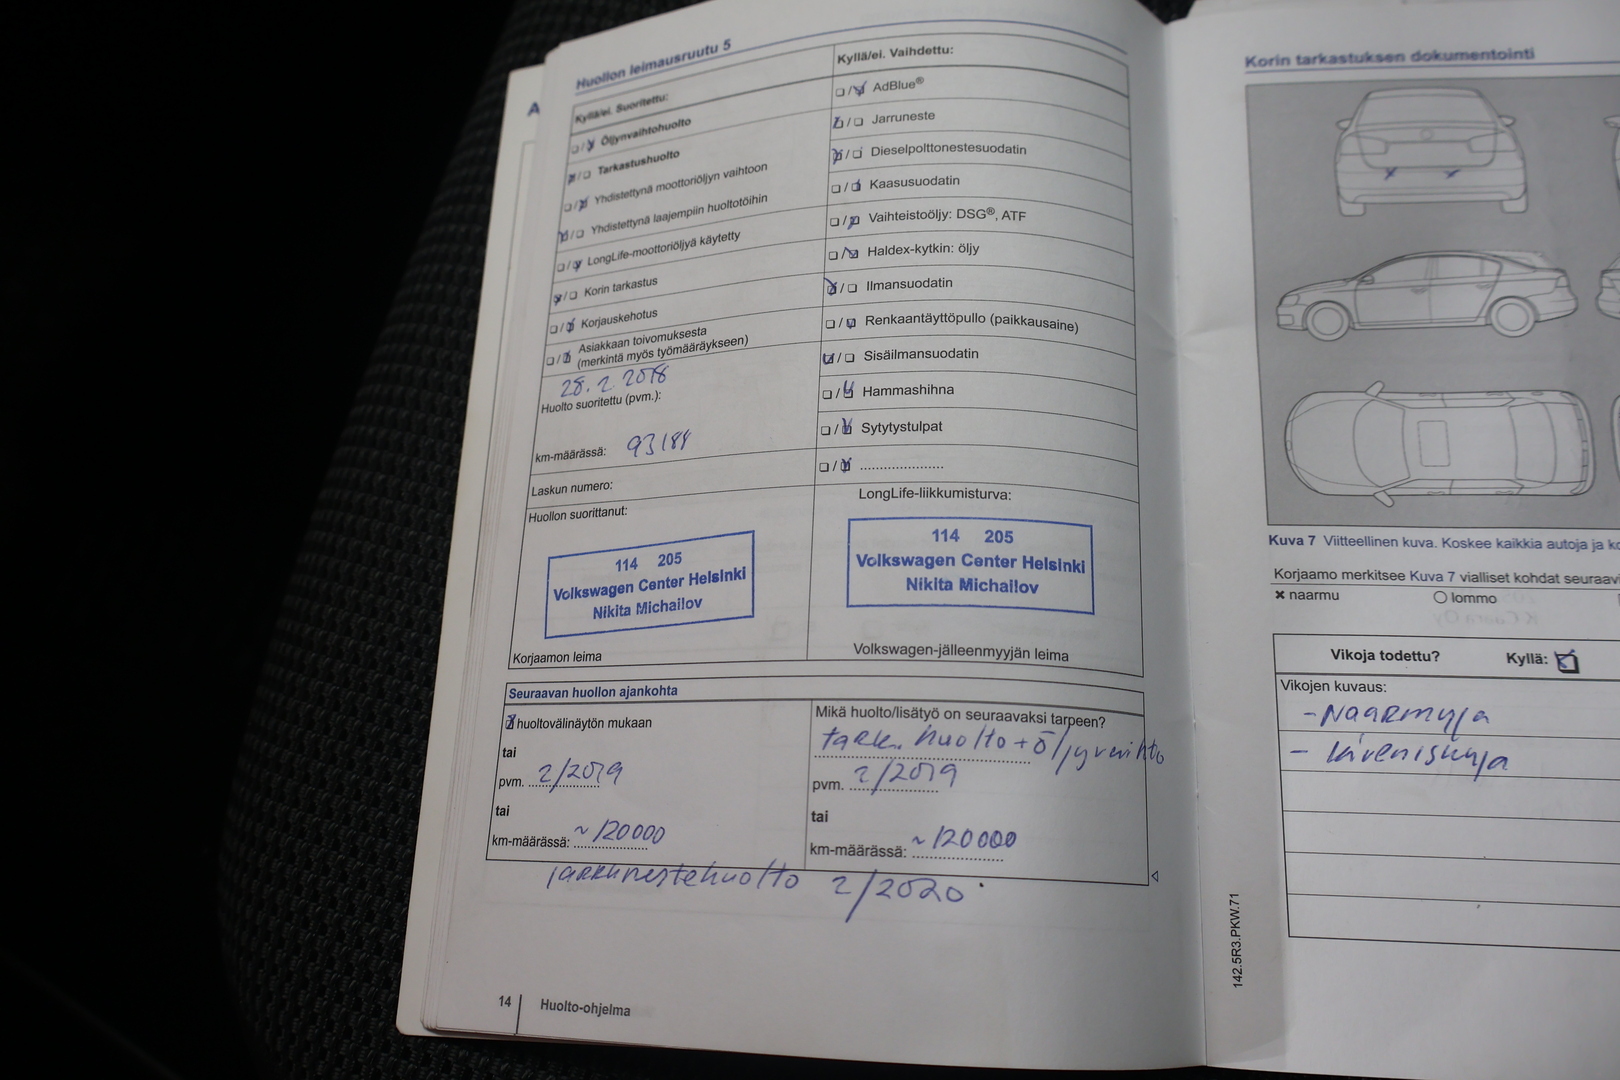 A
Huollon leimausruutu 5
Kyllä/ei. Suoritettu:
Öljynvaihtohuolto
Tarkastushuolto
Yhdistettynä moottoriöljyn vaihtoon
Yhdistettynä laajempiin huoltotöihin
LongLife-moottoriöljyä käytetty
Korin tarkastus
Korjauskehotus
Asiakkaan toivomuksesta
(merkintä myös työmääräykseen)
28.2.2018
Huolto suoritettu (pvm.):
km-määrässä: 93188
Laskun numero:
Huollon suorittanut:
114 205
Volkswagen Center Helsinki
Nikita Michailov
Korjaamon leima
Kyllä/ei. Vaihdettu:
AdBlue®
Jarruneste
Dieselpolttonestesuodatin
Kaasusuodatin
Vaihteistoöljy: DSG®, ATF
Haldex-kytkin: öljy
Ilmansuodatin
Renkaantäyttöpullo (paikkausaine)
Sisäilmansuodatin
Hammashihna
Sytytystulpat
....................
LongLife-liikkumisturva:
114 205
Volkswagen Center Helsinki
Nikita Michailov
Volkswagen-jälleenmyyjän leima
Seuraavan huollon ajankohta
huoltovälinäytön mukaan
tai
pvm. 2/2019
tai
km-määrässä: ~120000
Mikä huolto/lisätyö on seuraavaksi tarpeen?
tark. huolto + öljyvaihto
pvm. 2/2019
tai
km-määrässä: ~120000
jarrunestehuolto 2/2020
14 Huolto-ohjelma
Korin tarkastuksen dokumentointi
Kuva 7 Viitteellinen kuva. Koskee kaikkia autoja ja
Korjaamo merkitsee Kuva 7 vialliset kohdat
× naarmu
lommo
Vikoja todettu? Kyllä:
Vikojen kuvaus:
- Naarmuja
- kiveniskuja
142.5R3.PKW.71